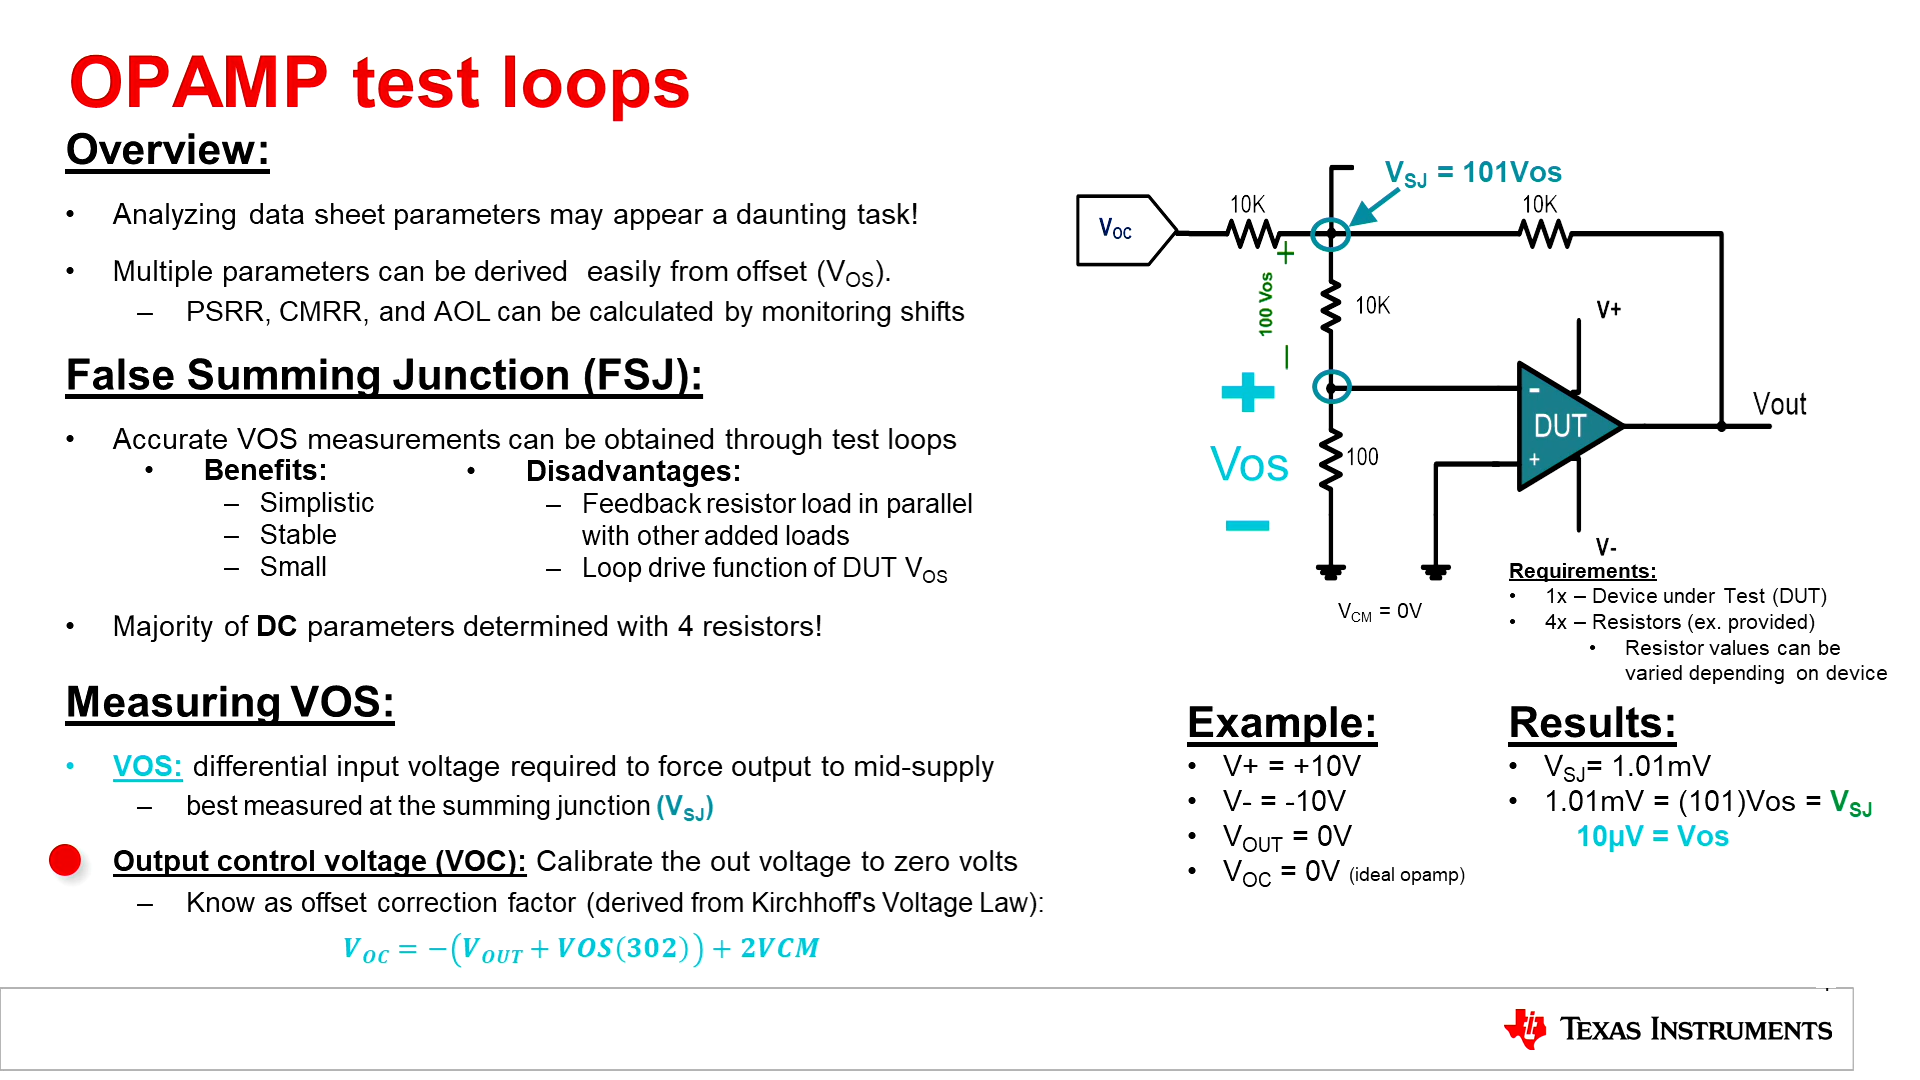 OPAMP test loops
Overview:
• Analyzing data sheet parameters may appear a daunting task!
• Multiple parameters can be derived easily from offset (VOS).
– PSRR, CMRR, and AOL can be calculated by monitoring shifts
False Summing Junction (FSJ):
• Accurate VOS measurements can be obtained through test loops
• Benefits:
– Simplistic
– Stable
– Small
• Disadvantages:
– Feedback resistor load in parallel
with other added loads
– Loop drive function of DUT VOS
• Majority of DC parameters determined with 4 resistors!
Measuring VOS:
• VOS: differential input voltage required to force output to mid-supply
– best measured at the summing junction (VSJ)
Output control voltage (VOC): Calibrate the out voltage to zero volts
– Know as offset correction factor (derived from Kirchhoff's Voltage Law):
VOC = −(VOUT + VOS(302)) + 2VCM
VSJ = 101Vos
10K
10K
VOC
+
100 Vos
–
10K
V+
+
Vos
–
-
DUT
+
Vout
100
V-
VCM = 0V
Requirements:
• 1x – Device under Test (DUT)
• 4x – Resistors (ex. provided)
• Resistor values can be
varied depending on device
Example:
• V+ = +10V
• V- = -10V
• VOUT = 0V
• VOC = 0V (ideal opamp)
Results:
• VSJ= 1.01mV
• 1.01mV = (101)Vos = VSJ
10µV = Vos
TEXAS INSTRUMENTS